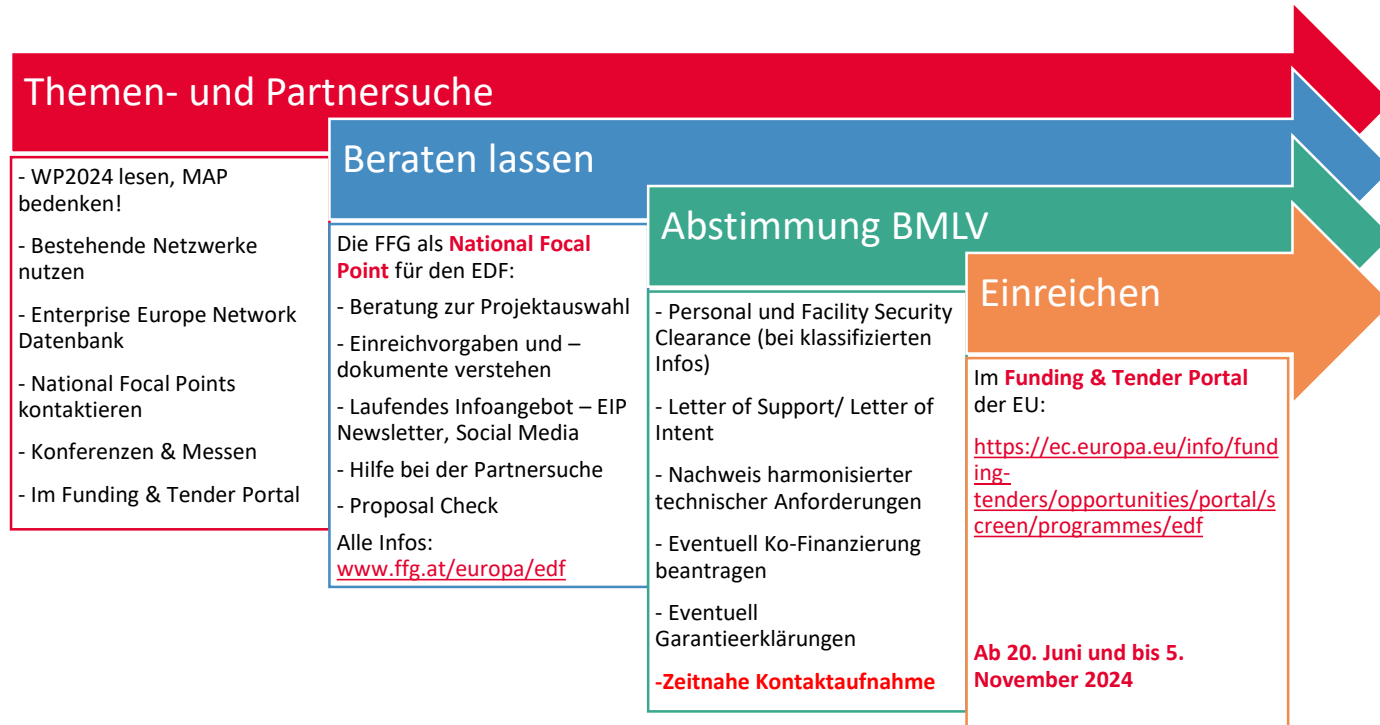 Themen- und Partnersuche
- WP2024 lesen, MAP
bedenken!
- Bestehende Netzwerke
nutzen
- Enterprise Europe Network
Datenbank
- National Focal Points
kontaktieren
- Konferenzen & Messen
- Im Funding & Tender Portal
Beraten lassen
Die FFG als National Focal
Point für den EDF:
- Beratung zur Projektauswahl
- Einreichvorgaben und –
dokumente verstehen
- Laufendes Infoangebot – EIP
Newsletter, Social Media
- Hilfe bei der Partnersuche
- Proposal Check
Alle Infos:
www.ffg.at/europa/edf
Abstimmung BMLV
- Personal und Facility Security
Clearance (bei klassifizierten
Infos)
- Letter of Support/ Letter of
Intent
- Nachweis harmonisierter
technischer Anforderungen
- Eventuell Ko-Finanzierung
beantragen
- Eventuell
Garantieerklärungen
-Zeitnahe Kontaktaufnahme
Einreichen
Im Funding & Tender Portal
der EU:
https://ec.europa.eu/info/fund
ing-
tenders/opportunities/portal/s
creen/programmes/edf
Ab 20. Juni und bis 5.
November 2024